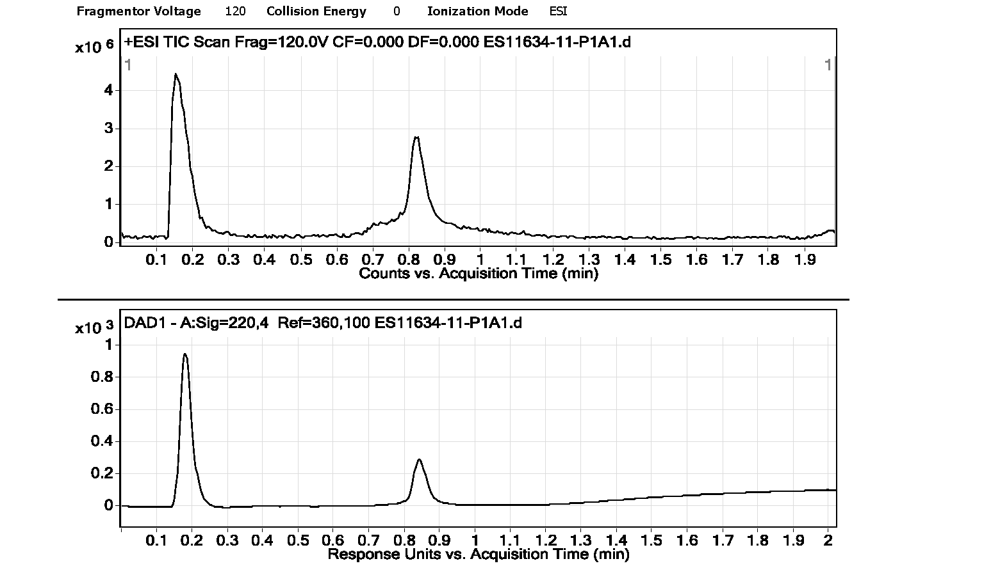 Fragmentor Voltage 120 Collision Energy 0 Ionization Mode ESI
x10 6 +ESI TIC Scan Frag=120.0V CF=0.000 DF=0.000 ES11634-11-P1A1.d
1 1
4
3
2
1
0
0.1 0.2 0.3 0.4 0.5 0.6 0.7 0.8 0.9 1 1.1 1.2 1.3 1.4 1.5 1.6 1.7 1.8 1.9
Counts vs. Acquisition Time (min)
x10 3 DAD1 - A:Sig=220,4 Ref=360,100 ES11634-11-P1A1.d
1
0.8
0.6
0.4
0.2
0
0.1 0.2 0.3 0.4 0.5 0.6 0.7 0.8 0.9 1 1.1 1.2 1.3 1.4 1.5 1.6 1.7 1.8 1.9 2
Response Units vs. Acquisition Time (min)